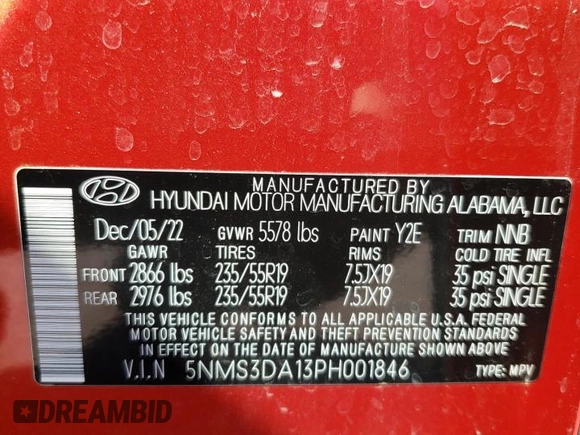 MANUFACTURED BY
HYUNDAI MOTOR MANUFACTURING ALABAMA, LLC
Dec/05/22 GVWR 5578 lbs PAINT Y2E TRIM NNB
GAWR TIRES RIMS COLD TIRE INFL
FRONT 2866 lbs 235/55R19 7.5JX19 35 psi SINGLE
REAR 2976 lbs 235/55R19 7.5JX19 35 psi SINGLE
THIS VEHICLE CONFORMS TO ALL APPLICABLE U.S.A. FEDERAL
MOTOR VEHICLE SAFETY AND THEFT PREVENTION STANDARDS
IN EFFECT ON THE DATE OF MANUFACTURE SHOWN ABOVE.
V.I.N 5NMS3DA13PH001846 TYPE: MPV
DREAMBID